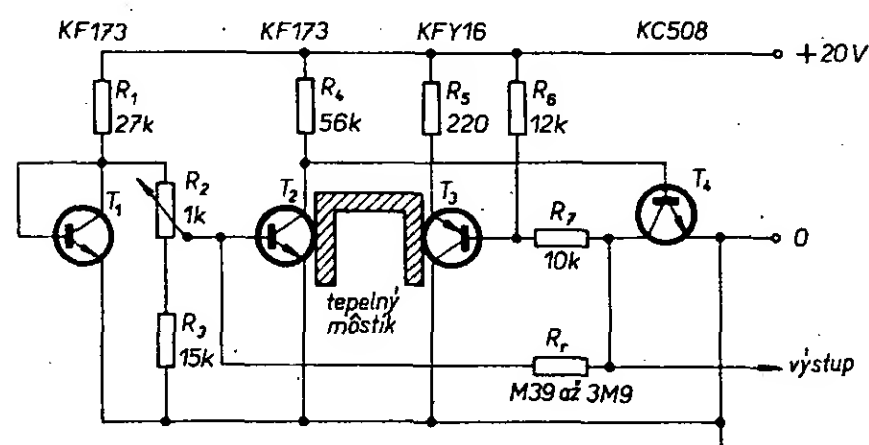 KF173
KF173
KFY16
KC508
+20V
R₁
27k
R₄
56k
R₅
220
R₆
12k
T₁
R₂
1k
T₂
T₃
T₄
R₇
10k
0
tepelný
môstik
R₃
15k
Rᵣ
M39 až 3M9
výstup